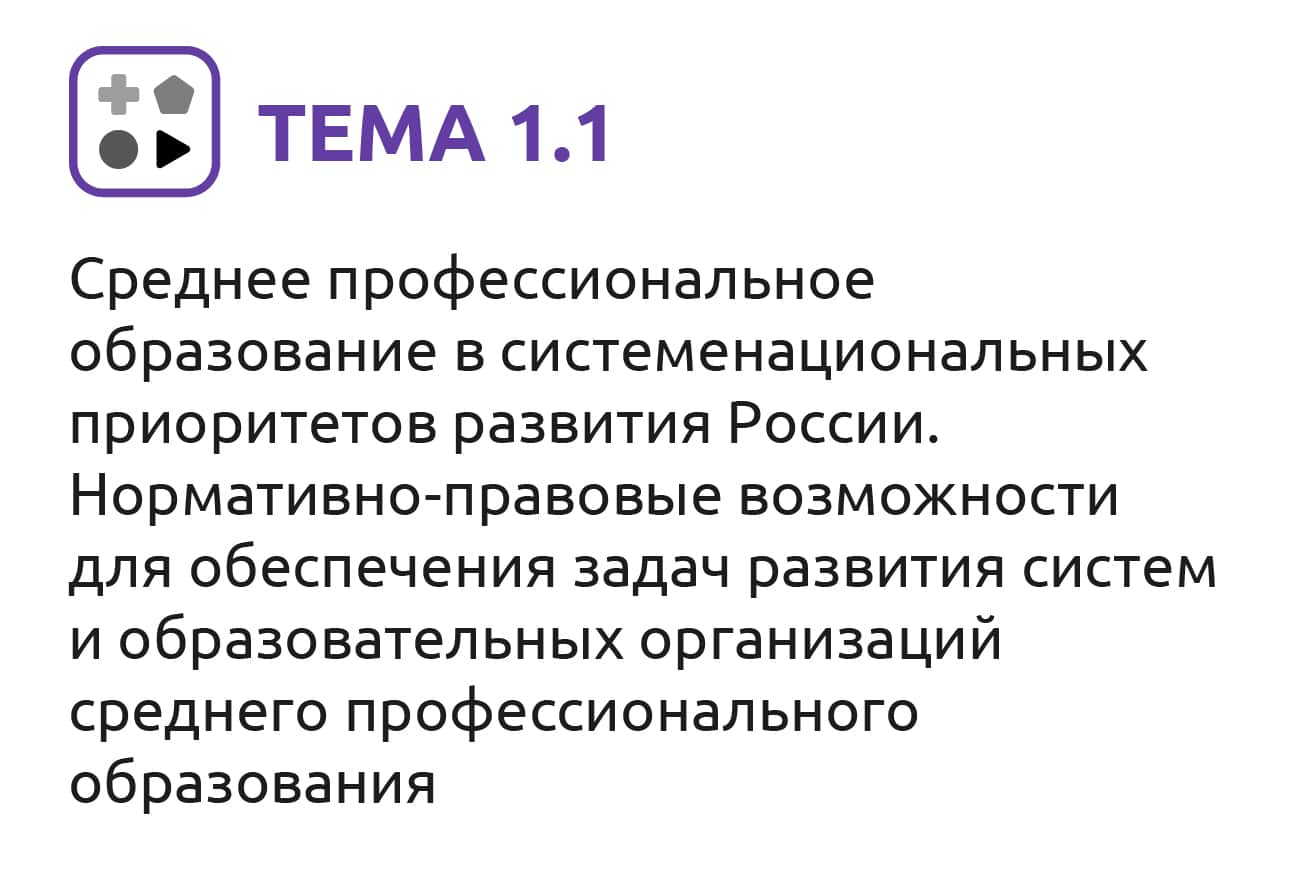 ТЕМА 1.1
Среднее профессиональное
образование в системенациональных
приоритетов развития России.
Нормативно-правовые возможности
для обеспечения задач развития систем
и образовательных организаций
среднего профессионального
образования